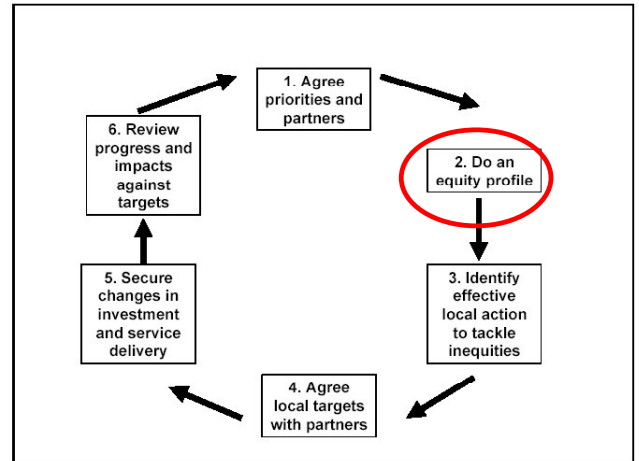 1. Agree
priorities and
partners
2. Do an
equity profile
3. Identify
effective
local action
to tackle
inequities
4. Agree
local targets
with partners
5. Secure
changes in
investment
and service
delivery
6. Review
progress and
impacts
against
targets